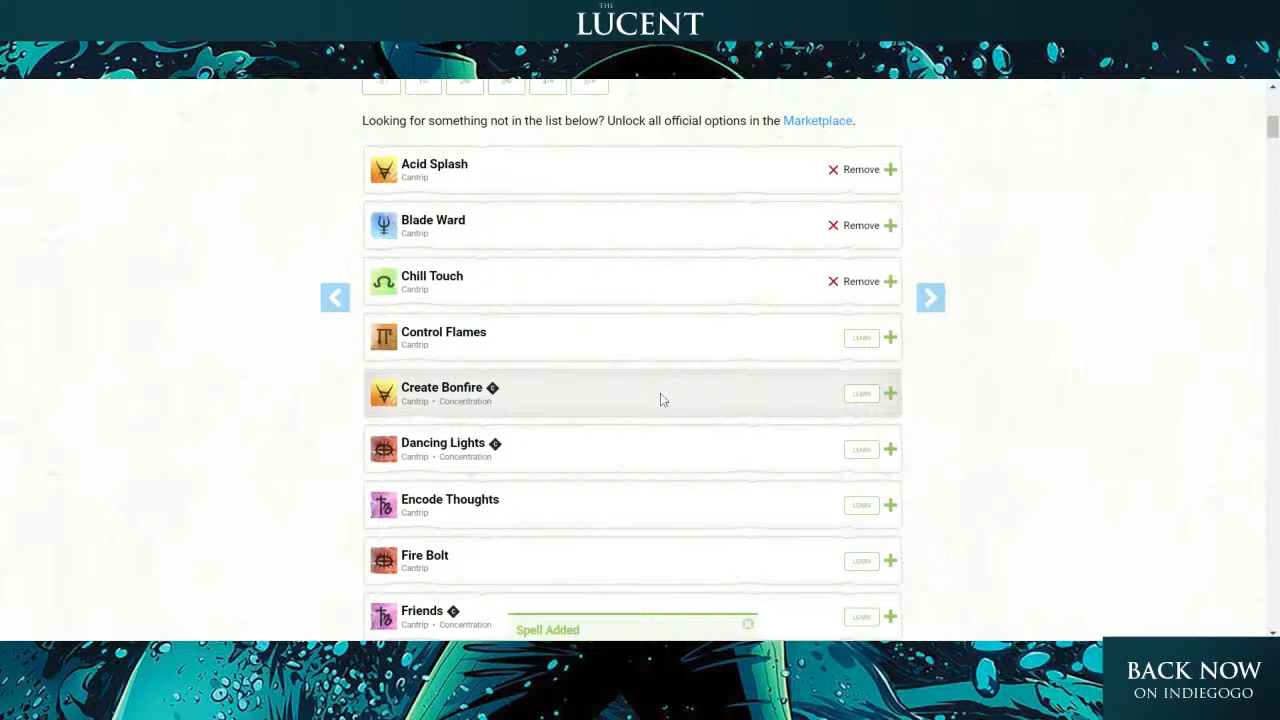 THE
LUCENT
Looking for something not in the list below? Unlock all official options in the Marketplace.
Acid Splash
Cantrip
Remove
Blade Ward
Cantrip
Remove
Chill Touch
Cantrip
Remove
Control Flames
Cantrip
LEARN
Create Bonfire C
Cantrip • Concentration
LEARN
Dancing Lights C
Cantrip • Concentration
LEARN
Encode Thoughts
Cantrip
LEARN
Fire Bolt
Cantrip
LEARN
Friends C
Cantrip • Concentration
LEARN
Spell Added
BACK NOW
ON INDIEGOGO